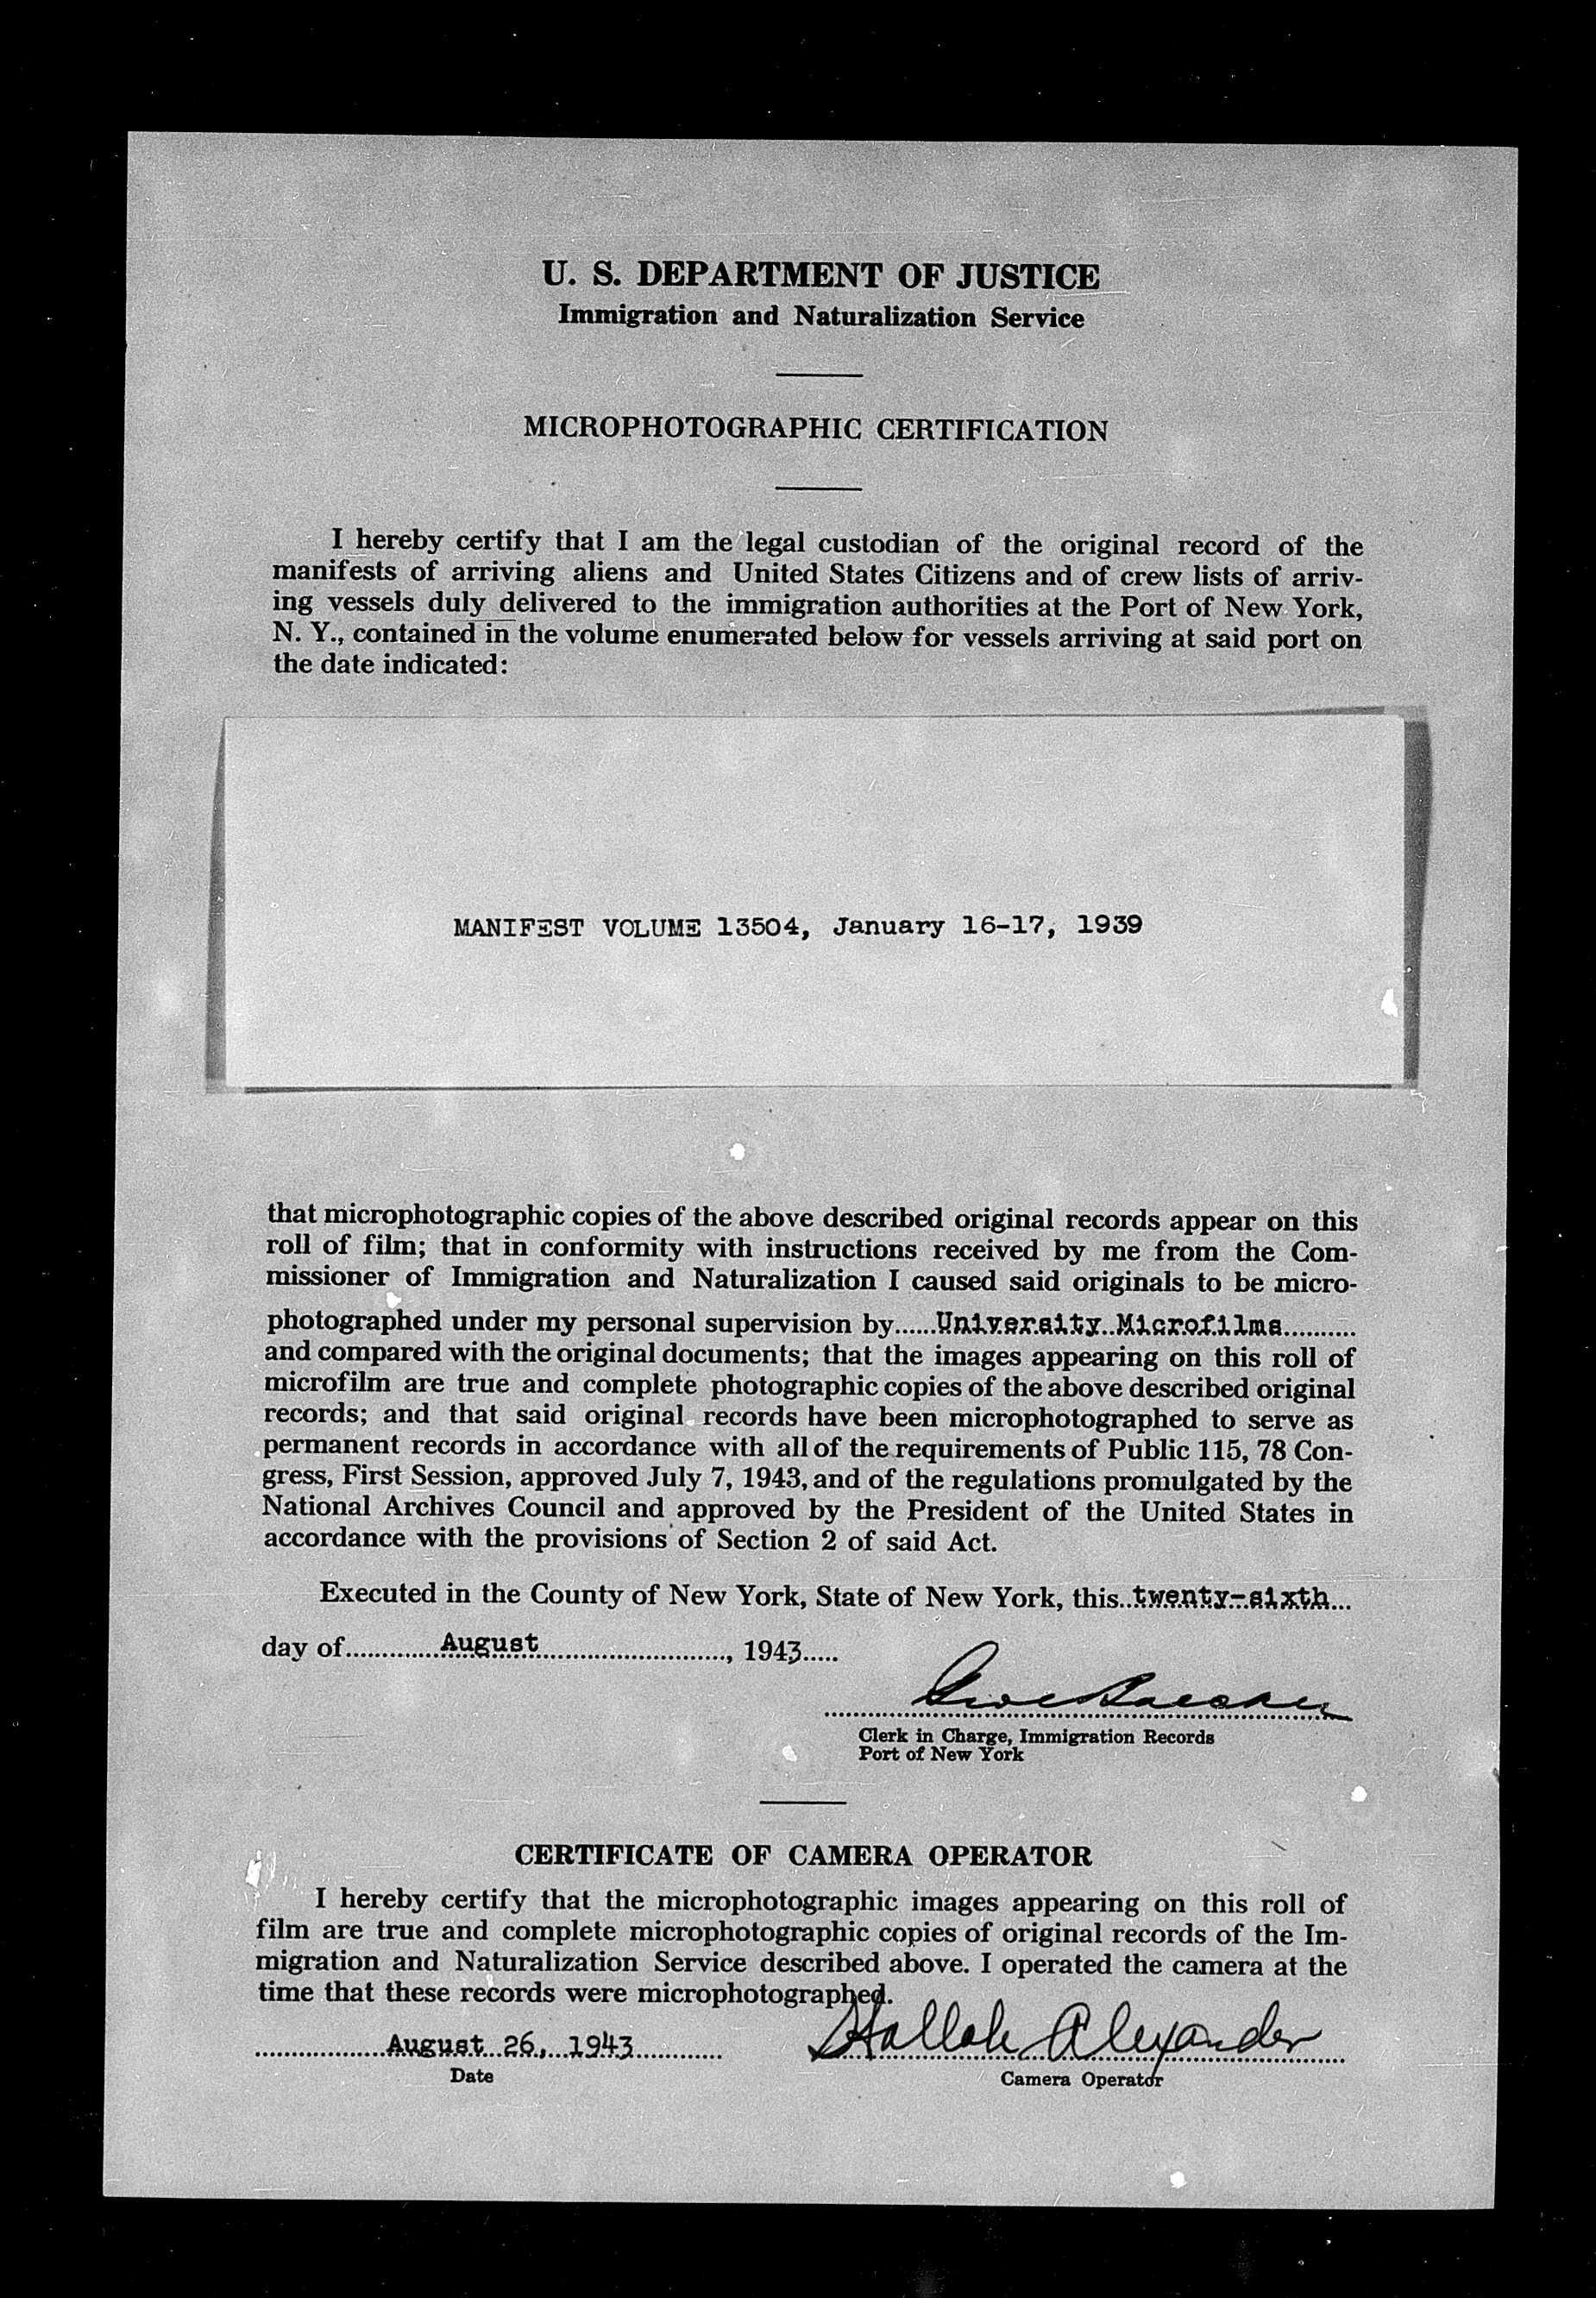 U. S. DEPARTMENT OF JUSTICE
Immigration and Naturalization Service
MICROPHOTOGRAPHIC CERTIFICATION
I hereby certify that I am the legal custodian of the original record of the
manifests of arriving aliens and United States Citizens and of crew lists of arriv-
ing vessels duly delivered to the immigration authorities at the Port of New York,
N. Y., contained in the volume enumerated below for vessels arriving at said port on
the date indicated:
MANIFEST VOLUME 13504, January 16-17, 1939
that microphotographic copies of the above described original records appear on this
roll of film; that in conformity with instructions received by me from the Com-
missioner of Immigration and Naturalization I caused said originals to be micro-
photographed under my personal supervision by......University Microfilms..........
and compared with the original documents; that the images appearing on this roll of
microfilm are true and complete photographic copies of the above described original
records; and that said original records have been microphotographed to serve as
permanent records in accordance with all of the requirements of Public 115, 78 Con-
gress, First Session, approved July 7, 1943, and of the regulations promulgated by the
National Archives Council and approved by the President of the United States in
accordance with the provisions of Section 2 of said Act.
Executed in the County of New York, State of New York, this..twenty-sixth...
day of.............August.........................., 1943.....
Clerk in Charge, Immigration Records
Port of New York
CERTIFICATE OF CAMERA OPERATOR
I hereby certify that the microphotographic images appearing on this roll of
film are true and complete microphotographic copies of original records of the Im-
migration and Naturalization Service described above. I operated the camera at the
time that these records were microphotographed.
..................August 26, 1943............ Hallah Alexander
Date Camera Operator